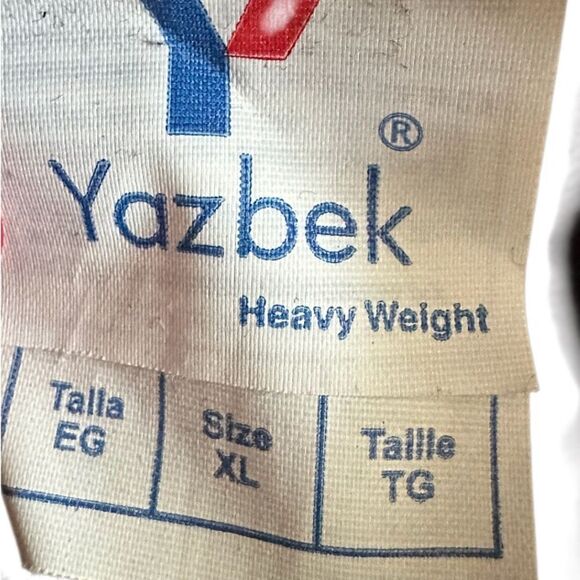 Y
Yazbek®
Heavy Weight
Talla Size Taille
EG XL TG